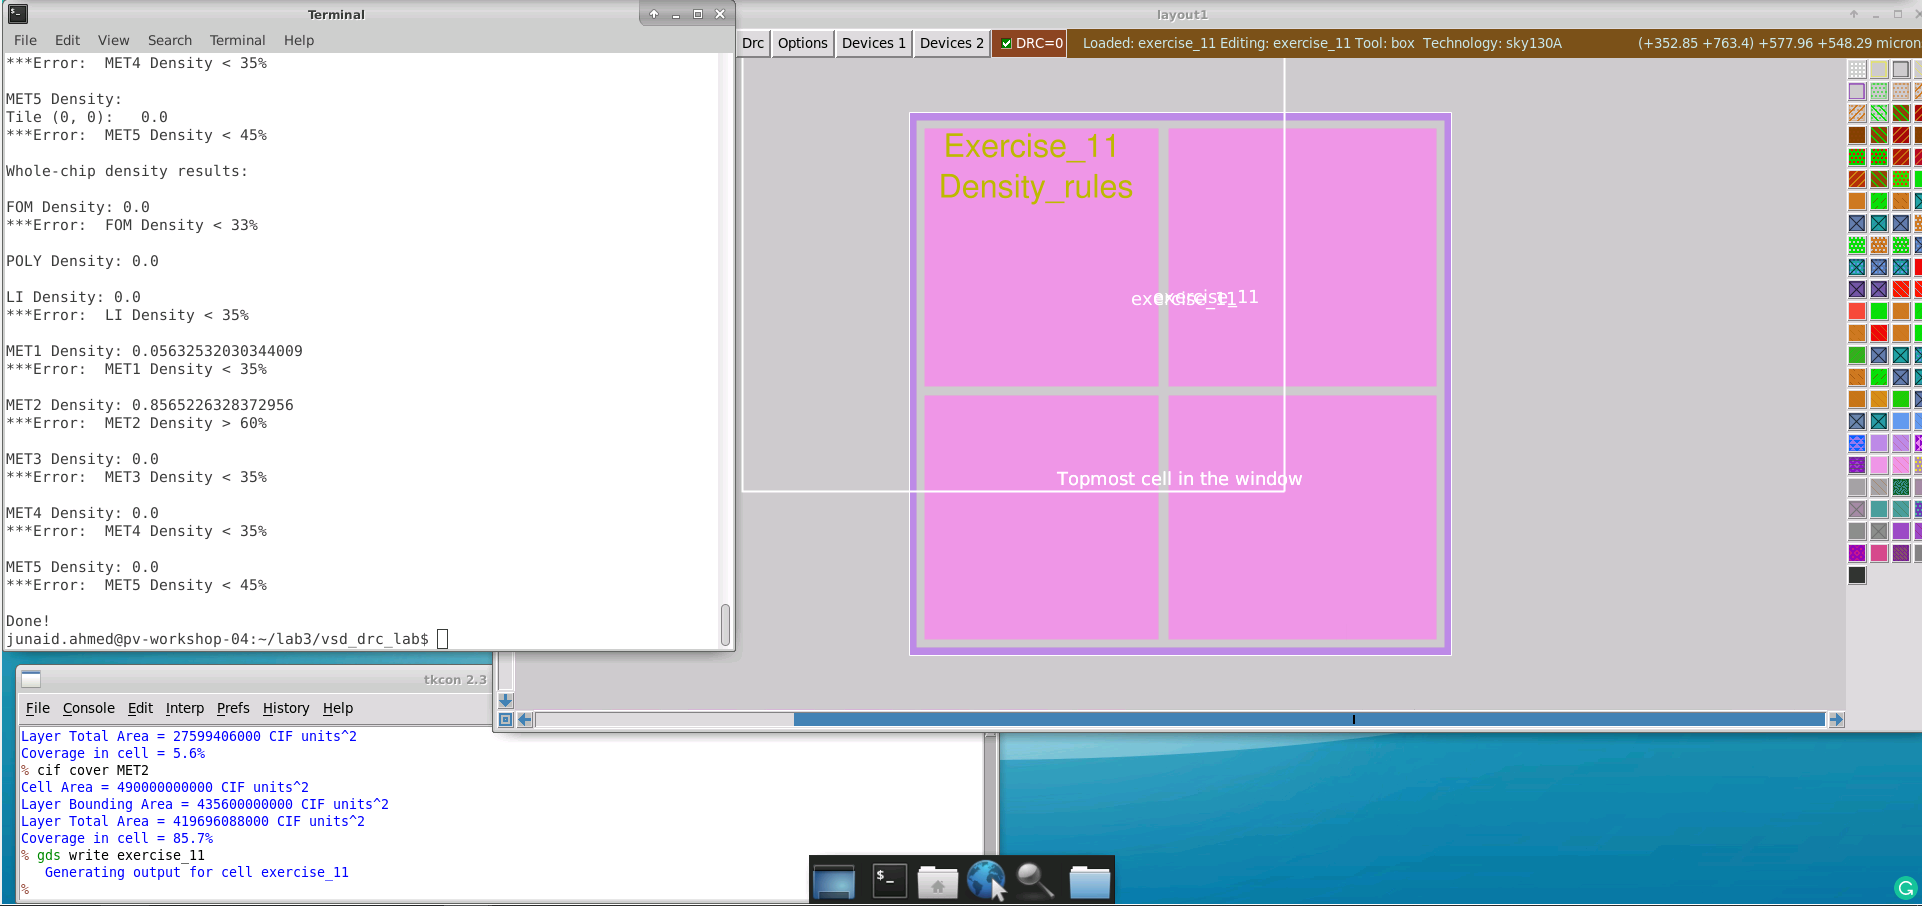 Terminal
File Edit View Search Terminal Help
***Error:  MET4 Density < 35%
MET5 Density:
Tile (0, 0):   0.0
***Error:  MET5 Density < 45%
Whole-chip density results:
FOM Density: 0.0
***Error:  FOM Density < 33%
POLY Density: 0.0
LI Density: 0.0
***Error:  LI Density < 35%
MET1 Density: 0.05632532030344009
***Error:  MET1 Density < 35%
MET2 Density: 0.8565226328372956
***Error:  MET2 Density > 60%
MET3 Density: 0.0
***Error:  MET3 Density < 35%
MET4 Density: 0.0
***Error:  MET4 Density < 35%
MET5 Density: 0.0
***Error:  MET5 Density < 45%
Done!
junaid.ahmed@pv-workshop-04:~/lab3/vsd_drc_lab$
layout1
Drc Options Devices 1 Devices 2 DRC=0 Loaded: exercise_11 Editing: exercise_11 Tool: box Technology: sky130A (+352.85 +763.4) +577.96 +548.29 micron
Exercise_11
Density_rules
exercise_11
exercise_11
Topmost cell in the window
tkcon 2.3
File Console Edit Interp Prefs History Help
Layer Total Area = 27599406000 CIF units^2
Coverage in cell = 5.6%
% cif cover MET2
Cell Area = 490000000000 CIF units^2
Layer Bounding Area = 435600000000 CIF units^2
Layer Total Area = 419696088000 CIF units^2
Coverage in cell = 85.7%
% gds write exercise_11
Generating output for cell exercise_11
%
$_